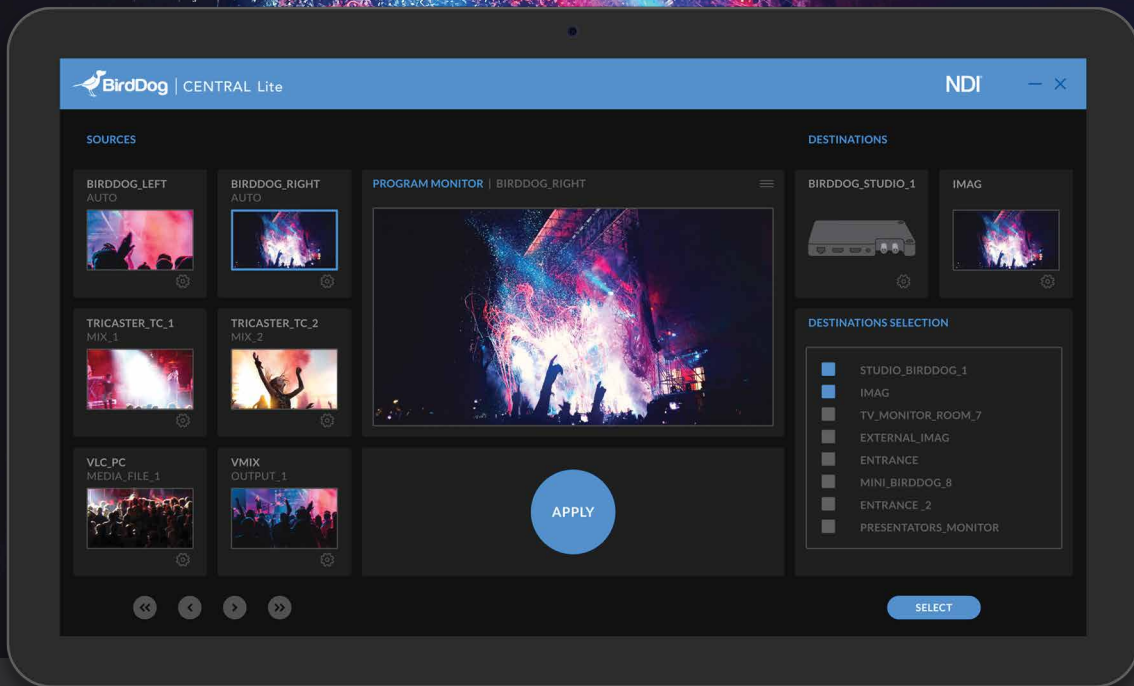 BirdDog | CENTRAL Lite
NDI
SOURCES
DESTINATIONS
BIRDDOG_LEFT
AUTO
BIRDDOG_RIGHT
AUTO
PROGRAM MONITOR | BIRDDOG_RIGHT
BIRDDOG_STUDIO_1
IMAG
TRICASTER_TC_1
MIX_1
TRICASTER_TC_2
MIX_2
DESTINATIONS SELECTION
STUDIO_BIRDDOG_1
IMAG
TV_MONITOR_ROOM_7
EXTERNAL_IMAG
ENTRANCE
MINI_BIRDDOG_8
ENTRANCE _2
PRESENTATORS_MONITOR
VLC_PC
MEDIA_FILE_1
VMIX
OUTPUT_1
APPLY
SELECT